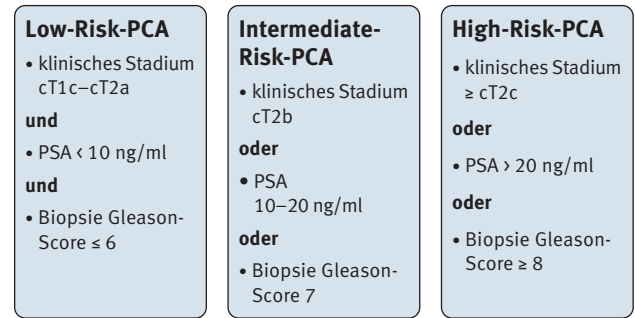 Low-Risk-PCA
• klinisches Stadium
cT1c–cT2a
und
• PSA < 10 ng/ml
und
• Biopsie Gleason-
Score ≤ 6
Intermediate-
Risk-PCA
• klinisches Stadium
cT2b
oder
• PSA
10–20 ng/ml
oder
• Biopsie Gleason-
Score 7
High-Risk-PCA
• klinisches Stadium
≥ cT2c
oder
• PSA > 20 ng/ml
oder
• Biopsie Gleason-
Score ≥ 8